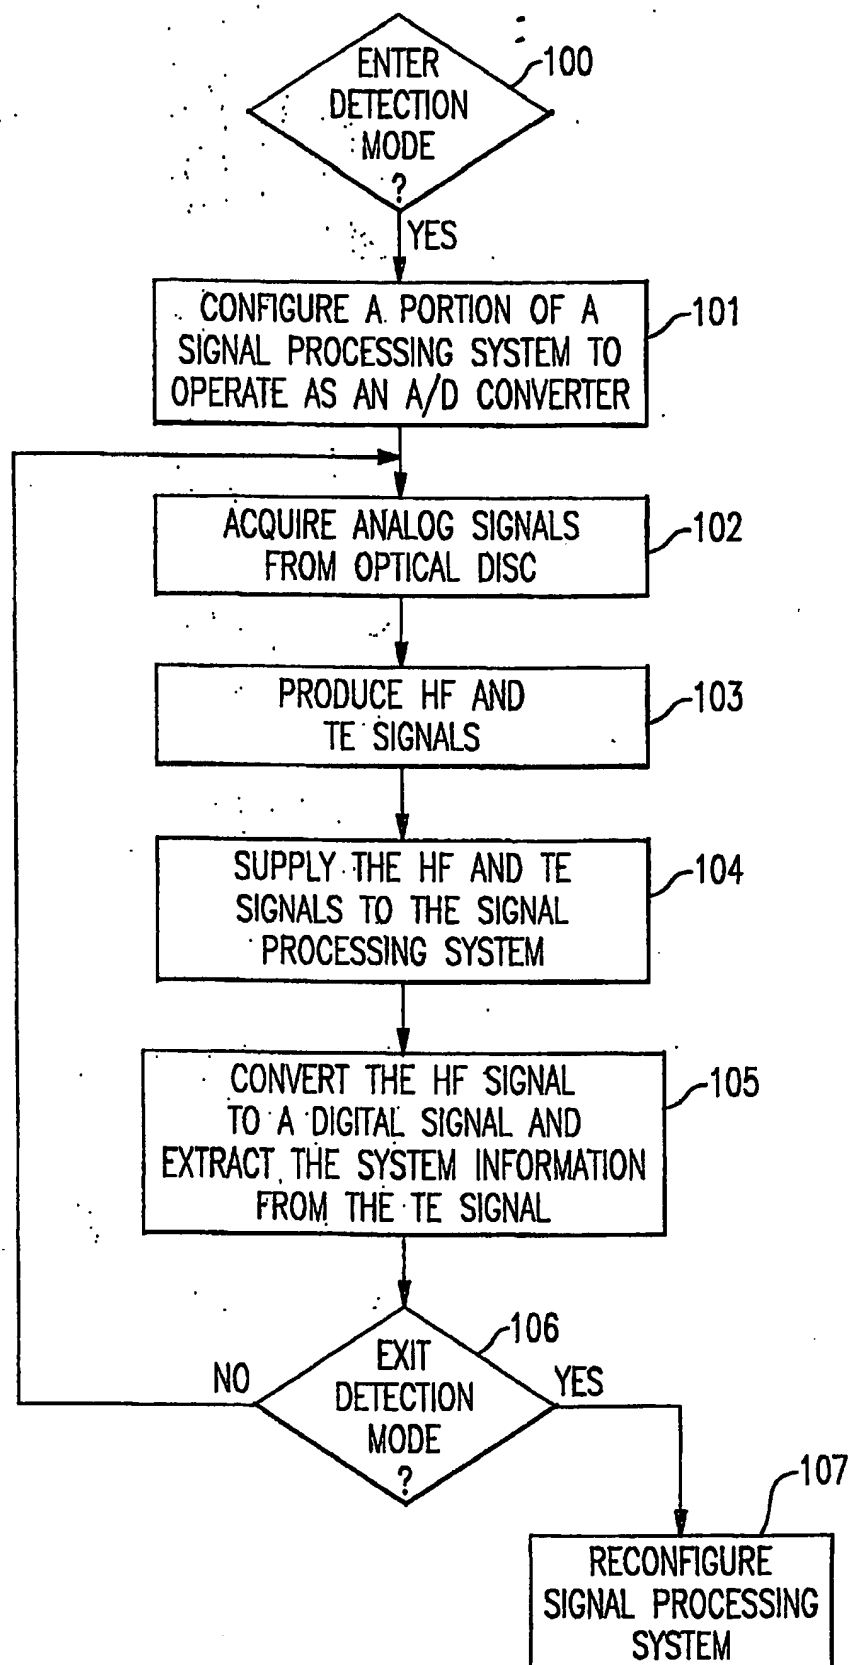 ENTER
DETECTION
MODE
?
100
YES
CONFIGURE A PORTION OF A
SIGNAL PROCESSING SYSTEM TO
OPERATE AS AN A/D CONVERTER
101
ACQUIRE ANALOG SIGNALS
FROM OPTICAL DISC
102
PRODUCE HF AND
TE SIGNALS
103
SUPPLY THE HF AND TE
SIGNALS TO THE SIGNAL
PROCESSING SYSTEM
104
CONVERT THE HF SIGNAL
TO A DIGITAL SIGNAL AND
EXTRACT THE SYSTEM INFORMATION
FROM THE TE SIGNAL
105
EXIT
DETECTION
MODE
?
106
NO
YES
107
RECONFIGURE
SIGNAL PROCESSING
SYSTEM